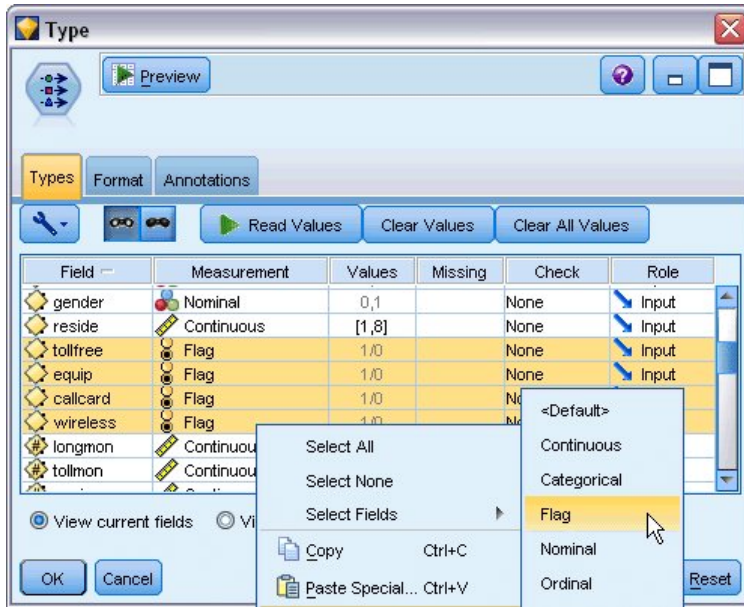 Type
Preview
Types Format Annotations
Read Values Clear Values Clear All Values
Field Measurement Values Missing Check Role
gender Nominal 0,1 None Input
reside Continuous [1,8] None Input
tollfree Flag 1/0 None Input
equip Flag 1/0 None Input
callcard Flag 1/0
wireless Flag 1/0
longmon
tollmon
<Default>
Continuous
Categorical
Flag
Nominal
Ordinal
Select All
Select None
Select Fields
Copy Ctrl+C
Paste Special... Ctrl+V
View current fields
OK Cancel Reset